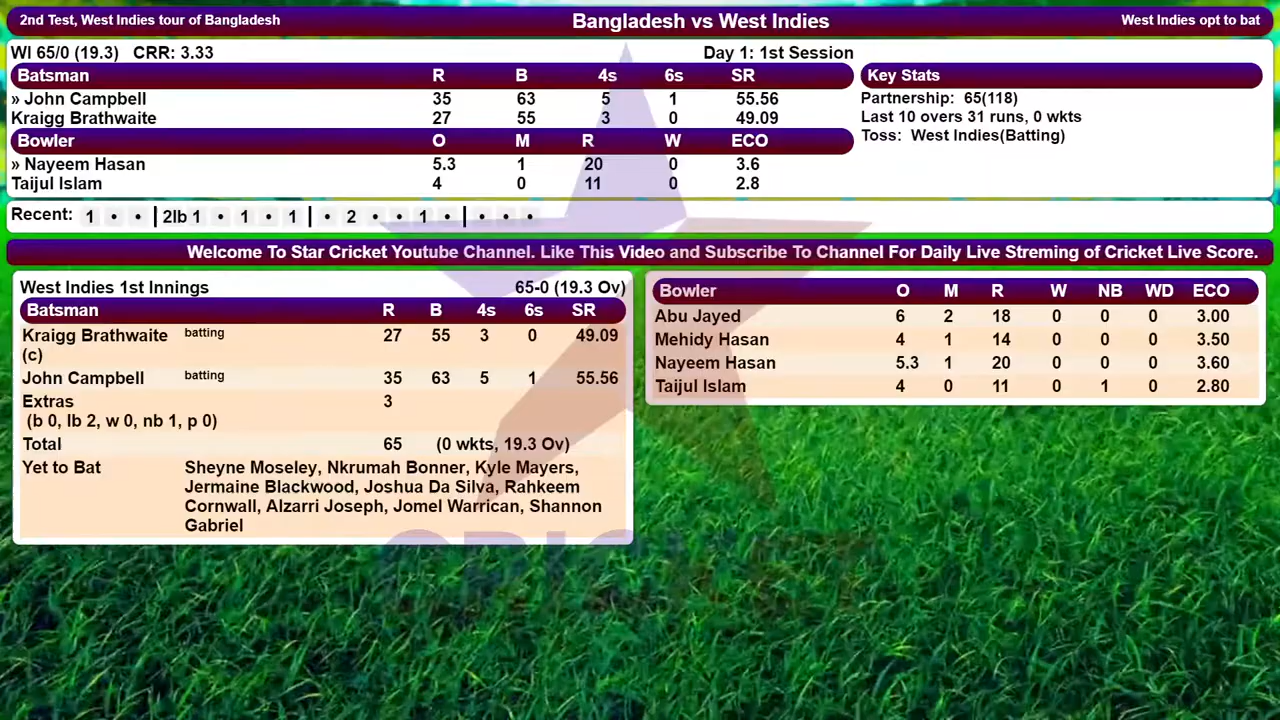 2nd Test, West Indies tour of Bangladesh Bangladesh vs West Indies West Indies opt to bat
WI 65/0 (19.3) CRR: 3.33 Day 1: 1st Session
Batsman R B 4s 6s SR
» John Campbell 35 63 5 1 55.56
Kraigg Brathwaite 27 55 3 0 49.09
Bowler O M R W ECO
» Nayeem Hasan 5.3 1 20 0 3.6
Taijul Islam 4 0 11 0 2.8
Key Stats
Partnership: 65(118)
Last 10 overs 31 runs, 0 wkts
Toss: West Indies(Batting)
Recent: 1 • • | 2lb 1 • 1 • 1 | • 2 • • 1 • | • • •
Welcome To Star Cricket Youtube Channel. Like This Video and Subscribe To Channel For Daily Live Streming of Cricket Live Score.
West Indies 1st Innings 65-0 (19.3 Ov)
Batsman R B 4s 6s SR
Kraigg Brathwaite batting 27 55 3 0 49.09
(c)
John Campbell batting 35 63 5 1 55.56
Extras 3
(b 0, lb 2, w 0, nb 1, p 0)
Total 65 (0 wkts, 19.3 Ov)
Yet to Bat Sheyne Moseley, Nkrumah Bonner, Kyle Mayers,
Jermaine Blackwood, Joshua Da Silva, Rahkeem
Cornwall, Alzarri Joseph, Jomel Warrican, Shannon
Gabriel
Bowler O M R W NB WD ECO
Abu Jayed 6 2 18 0 0 0 3.00
Mehidy Hasan 4 1 14 0 0 0 3.50
Nayeem Hasan 5.3 1 20 0 0 0 3.60
Taijul Islam 4 0 11 0 1 0 2.80
CRICKET